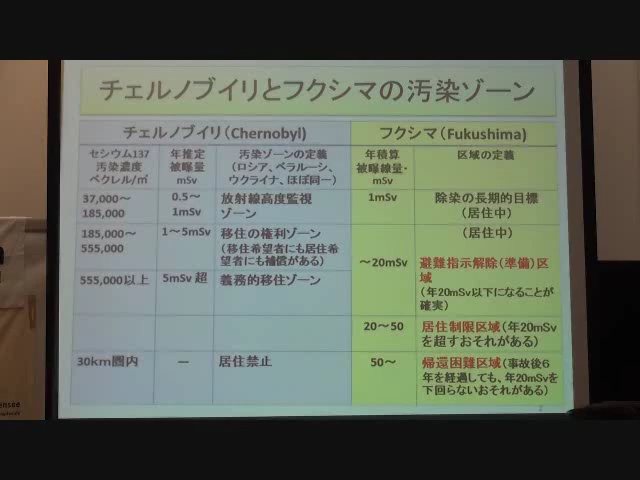 チェルノブイリとフクシマの汚染ゾーン
チェルノブイリ（Chernobyl)
フクシマ（Fukushima)
セシウム137
汚染濃度
ベクレル/㎡
年推定
被曝量
mSv
汚染ゾーンの定義
(ロシア、ベラルーシ、
ウクライナ、ほぼ同一)
年積算
被曝線量・
mSv
区域の定義
37,000～
185,000
0.5～
1mSv
放射線高度監視
ゾーン
1mSv
除染の長期的目標
(居住中)
185,000～
555,000
1～5mSv
移住の権利ゾーン
(移住希望者にも居住希
望者にも補償がある)
～20mSv
(居住中)
避難指示解除(準備)区
域
(年20mSv以下になることが
確実)
555,000以上
5mSv 超
義務的移住ゾーン
20～50
居住制限区域(年20mSv
を超すおそれがある)
30km圏内
―
居住禁止
50～
帰還困難区域(事故後6
年を経過しても、年20mSvを
下回らないおそれがある)